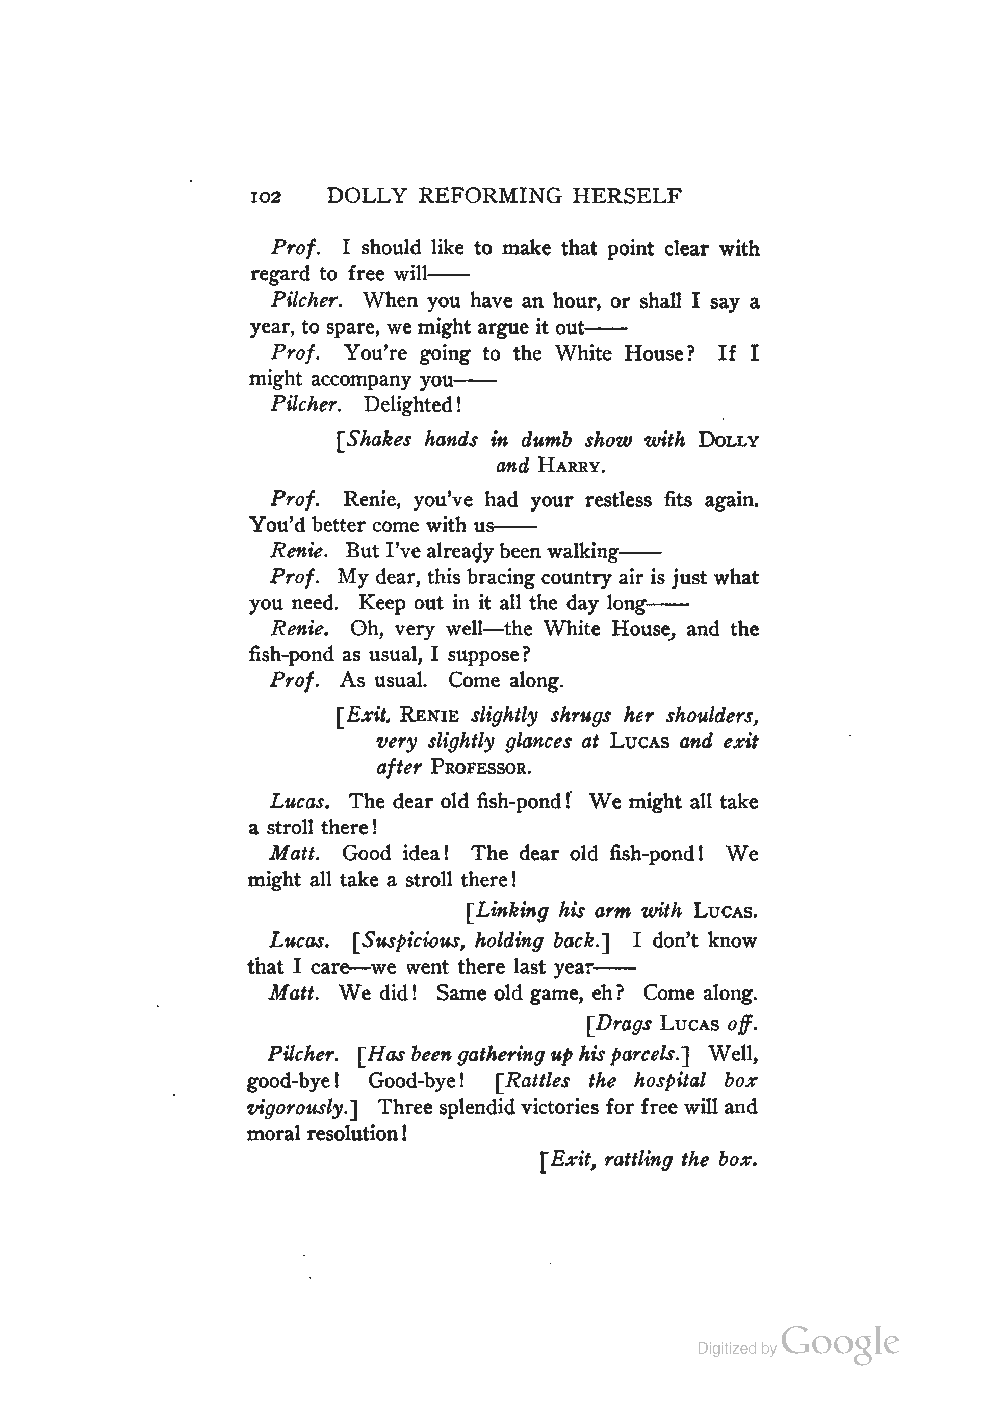 102 DOLLY REFORMING HERSELF
Prof. I should like to make that point clear with
regard to free will——
Pilcher. When you have an hour, or shall I say a
year, to spare, we might argue it out——
Prof. You're going to the White House? If I
might accompany you——
Pilcher. Delighted!
[Shakes hands in dumb show with DOLLY
and HARRY.
Prof. Renie, you've had your restless fits again.
You'd better come with us——
Renie. But I've already been walking——
Prof. My dear, this bracing country air is just what
you need. Keep out in it all the day long——
Renie. Oh, very well—the White House, and the
fish-pond as usual, I suppose?
Prof. As usual. Come along.
[Exit. RENIE slightly shrugs her shoulders,
very slightly glances at LUCAS and exit
after PROFESSOR.
Lucas. The dear old fish-pond! We might all take
a stroll there!
Matt. Good idea! The dear old fish-pond! We
might all take a stroll there!
[Linking his arm with LUCAS.
Lucas. [Suspicious, holding back.] I don't know
that I care—we went there last year——
Matt. We did! Same old game, eh? Come along.
[Drags LUCAS off.
Pilcher. [Has been gathering up his parcels.] Well,
good-bye! Good-bye! [Rattles the hospital box
vigorously.] Three splendid victories for free will and
moral resolution!
[Exit, rattling the box.
Digitized by Google